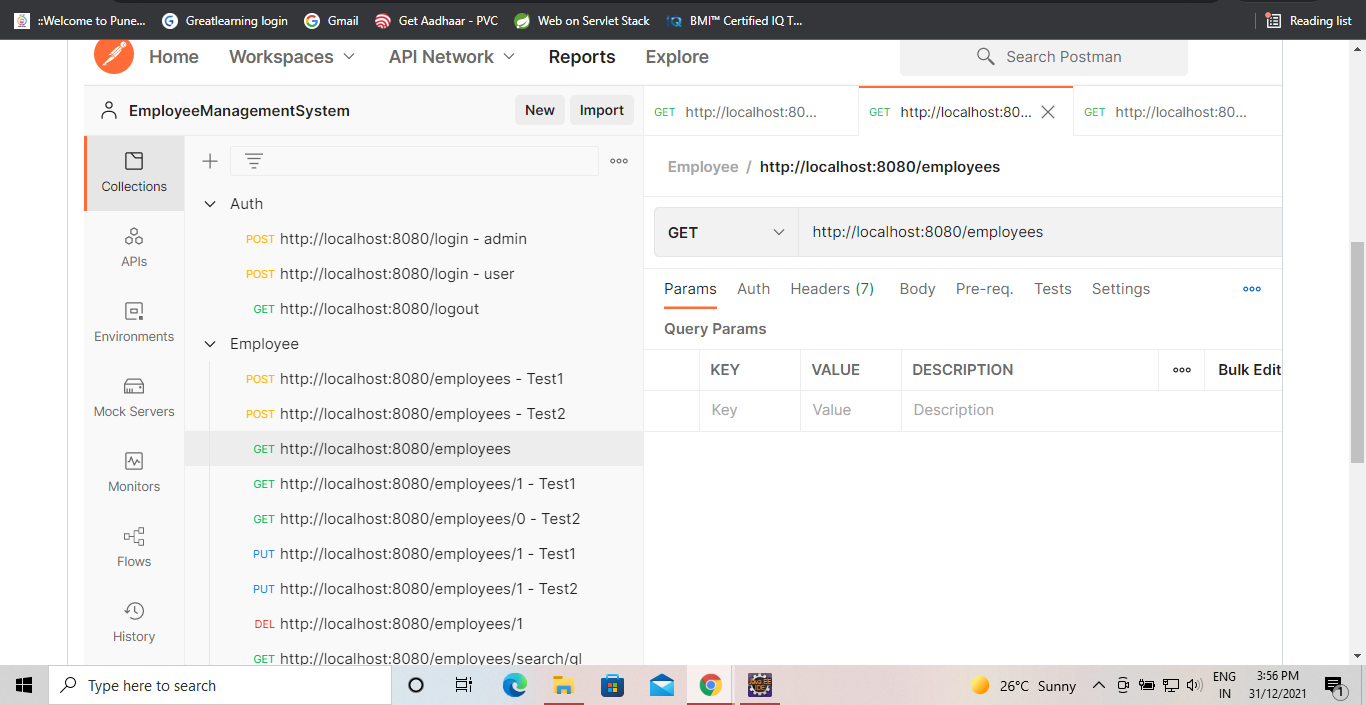 ::Welcome to Pune... Greatlearning login Gmail Get Aadhaar - PVC Web on Servlet Stack BMI™ Certified IQ T... Reading list
Home Workspaces API Network Reports Explore Search Postman
EmployeeManagementSystem New Import GET http://localhost:80... GET http://localhost:80... GET http://localhost:80...
Collections
APIs
Environments
Mock Servers
Monitors
Flows
History
Auth
POST http://localhost:8080/login - admin
POST http://localhost:8080/login - user
GET http://localhost:8080/logout
Employee
POST http://localhost:8080/employees - Test1
POST http://localhost:8080/employees - Test2
GET http://localhost:8080/employees
GET http://localhost:8080/employees/1 - Test1
GET http://localhost:8080/employees/0 - Test2
PUT http://localhost:8080/employees/1 - Test1
PUT http://localhost:8080/employees/1 - Test2
DEL http://localhost:8080/employees/1
GET http://localhost:8080/employees/search/gl
Employee / http://localhost:8080/employees
GET http://localhost:8080/employees
Params Auth Headers (7) Body Pre-req. Tests Settings
Query Params
KEY VALUE DESCRIPTION Bulk Edit
Key Value Description
Type here to search 26°C Sunny ENG 3:56 PM
IN 31/12/2021 1